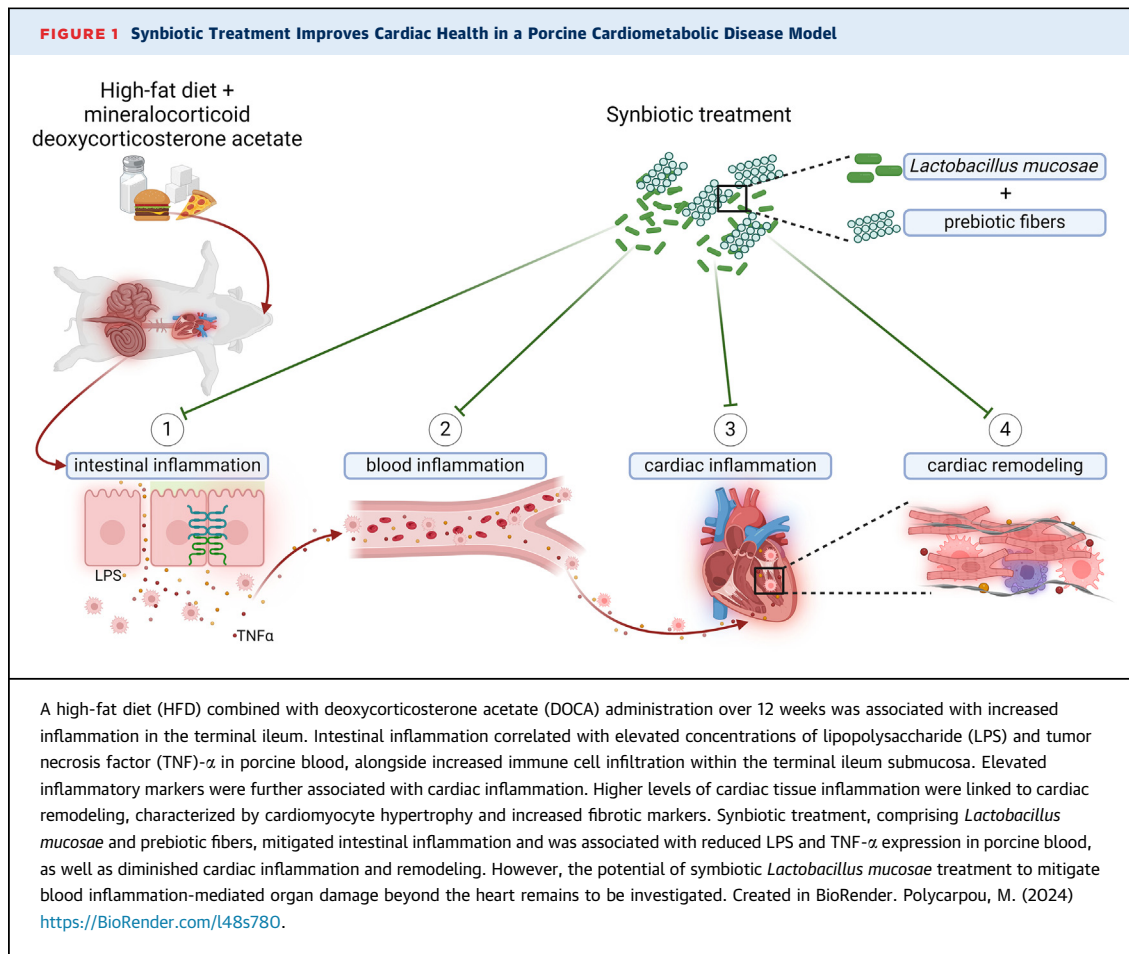 FIGURE 1 Synbiotic Treatment Improves Cardiac Health in a Porcine Cardiometabolic Disease Model
High-fat diet +
mineralocorticoid
deoxycorticosterone acetate
Synbiotic treatment
Lactobacillus mucosae
+
prebiotic fibers
1
2
3
4
intestinal inflammation
blood inflammation
cardiac inflammation
cardiac remodeling
LPS
TNFα
A high-fat diet (HFD) combined with deoxycorticosterone acetate (DOCA) administration over 12 weeks was associated with increased
inflammation in the terminal ileum. Intestinal inflammation correlated with elevated concentrations of lipopolysaccharide (LPS) and tumor
necrosis factor (TNF)-α in porcine blood, alongside increased immune cell infiltration within the terminal ileum submucosa. Elevated
inflammatory markers were further associated with cardiac inflammation. Higher levels of cardiac tissue inflammation were linked to cardiac
remodeling, characterized by cardiomyocyte hypertrophy and increased fibrotic markers. Synbiotic treatment, comprising Lactobacillus
mucosae and prebiotic fibers, mitigated intestinal inflammation and was associated with reduced LPS and TNF-α expression in porcine blood,
as well as diminished cardiac inflammation and remodeling. However, the potential of symbiotic Lactobacillus mucosae treatment to mitigate
blood inflammation-mediated organ damage beyond the heart remains to be investigated. Created in BioRender. Polycarpou, M. (2024)
https://BioRender.com/l48s780.